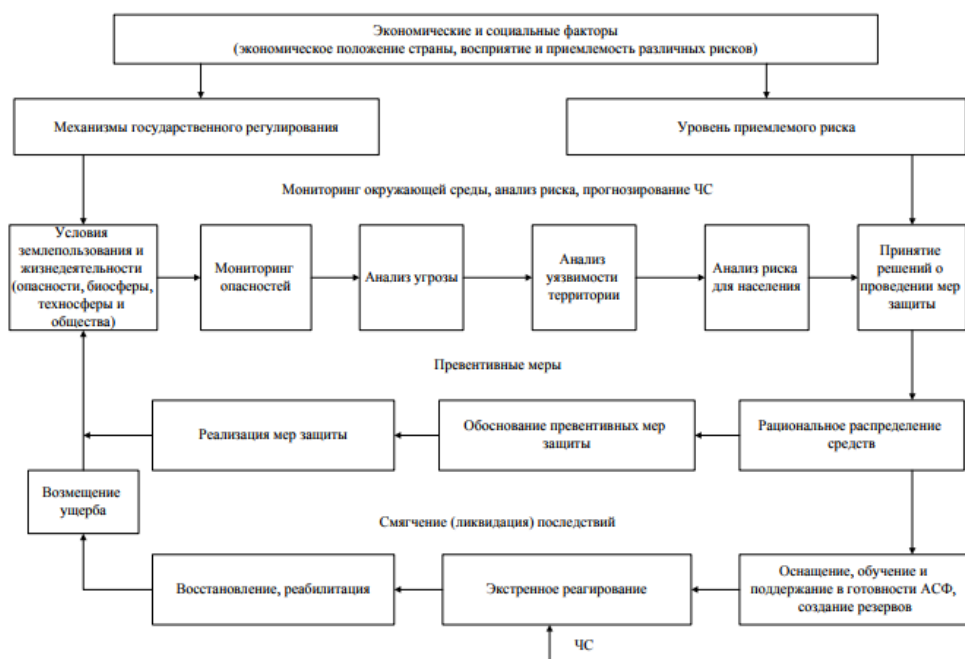 Экономические и социальные факторы
(экономическое положение страны, восприятие и приемлемость различных рисков)
Механизмы государственного регулирования
Уровень приемлемого риска
Мониторинг окружающей среды, анализ риска, прогнозирование ЧС
Условия
землепользования и
жизнедеятельности
(опасности, биосферы,
техносферы и
общества)
Мониторинг
опасностей
Анализ угрозы
Анализ
уязвимости
территории
Анализ риска
для населения
Принятие
решений о
проведении мер
защиты
Превентивные меры
Реализация мер защиты
Обоснование превентивных мер
защиты
Рациональное распределение
средств
Возмещение
ущерба
Смягчение (ликвидация) последствий
Восстановление, реабилитация
Экстренное реагирование
Оснащение, обучение и
поддержание в готовности АСФ,
создание резервов
ЧС